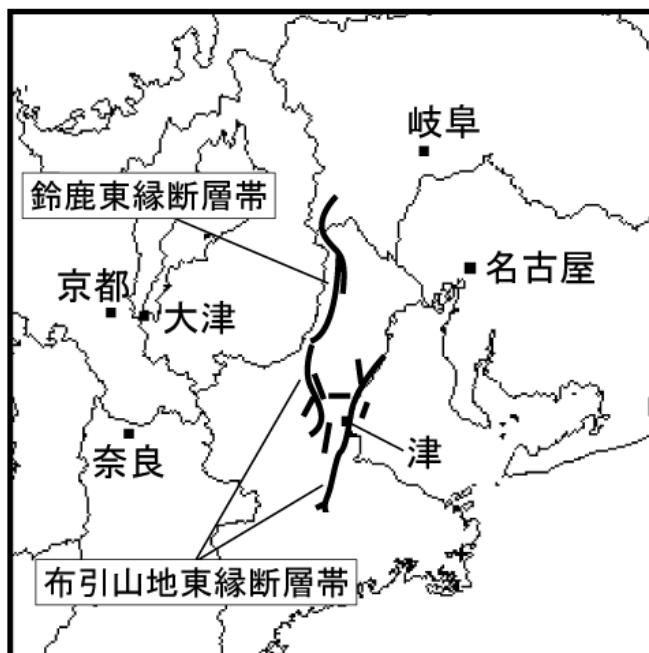 岐阜
鈴鹿東縁断層帯
名古屋
京都
大津
津
奈良
布引山地東縁断層帯